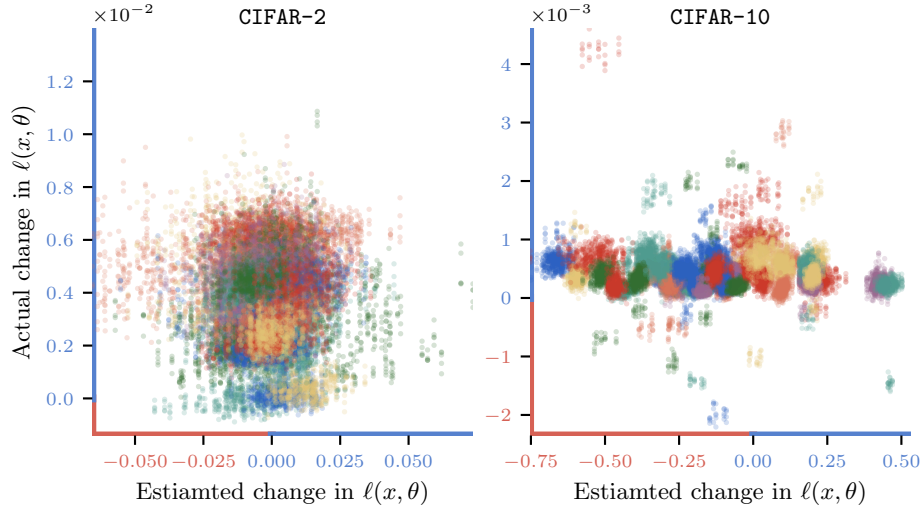 ×10⁻² CIFAR-2
Actual change in ℓ(x, θ)
1.2
1.0
0.8
0.6
0.4
0.2
0.0
−0.050 −0.025 0.000 0.025 0.050
Estiamted change in ℓ(x, θ)
×10⁻³ CIFAR-10
4
3
2
1
0
−1
−2
−0.75 −0.50 −0.25 0.00 0.25 0.50
Estiamted change in ℓ(x, θ)